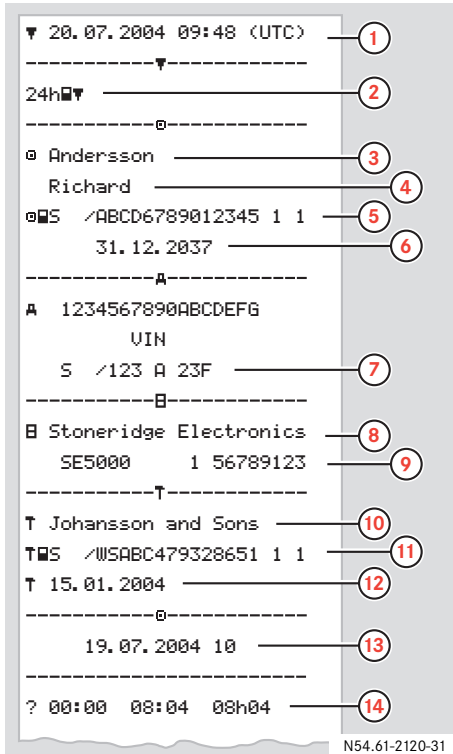 ▼ 20.07.2004 09:48 (UTC) 1
------------▼------------
24h▼ 2
-------------------------
Andersson 3
Richard 4
S /ABCD6789012345 1 1 5
31.12.2037 6
-------------------------
A 1234567890ABCDEFG
VIN
S /123 A 23F 7
-------------------------
Stoneridge Electronics 8
SE5000 1 56789123 9
------------T------------
T Johansson and Sons 10
TS /WSABC479328651 1 1 11
T 15.01.2004 12
-------------------------
19.07.2004 10 13
-------------------------
? 00:00 08:04 08h04 14
N54.61-2120-31